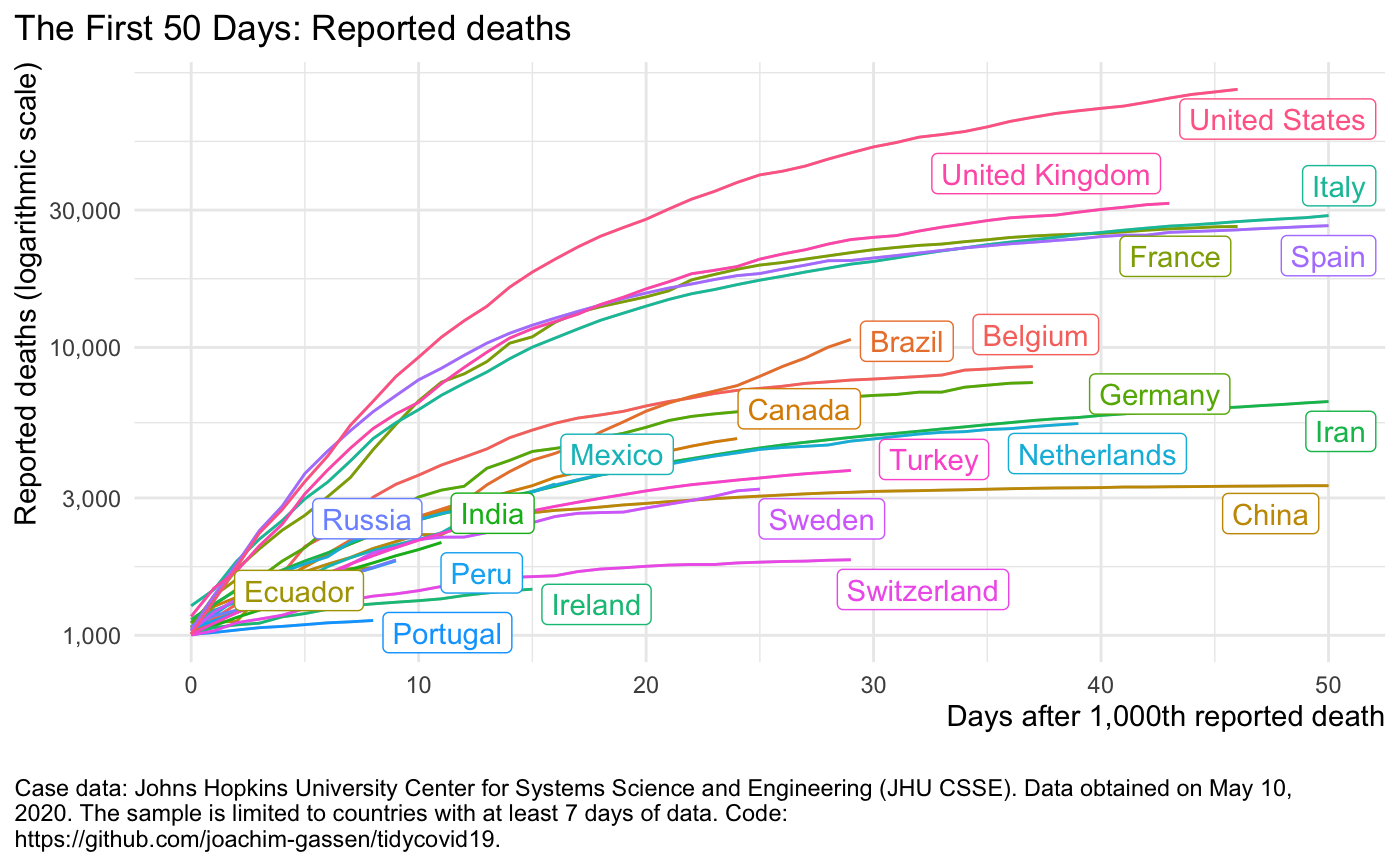 The First 50 Days: Reported deaths
Reported deaths (logarithmic scale)
30,000
10,000
3,000
1,000
United States
United Kingdom
Italy
France
Spain
Brazil
Belgium
Canada
Germany
Iran
Mexico
Turkey
Netherlands
Russia
India
Sweden
China
Peru
Ecuador
Switzerland
Ireland
Portugal
0
10
20
30
40
50
Days after 1,000th reported death
Case data: Johns Hopkins University Center for Systems Science and Engineering (JHU CSSE). Data obtained on May 10,
2020. The sample is limited to countries with at least 7 days of data. Code:
https://github.com/joachim-gassen/tidycovid19.